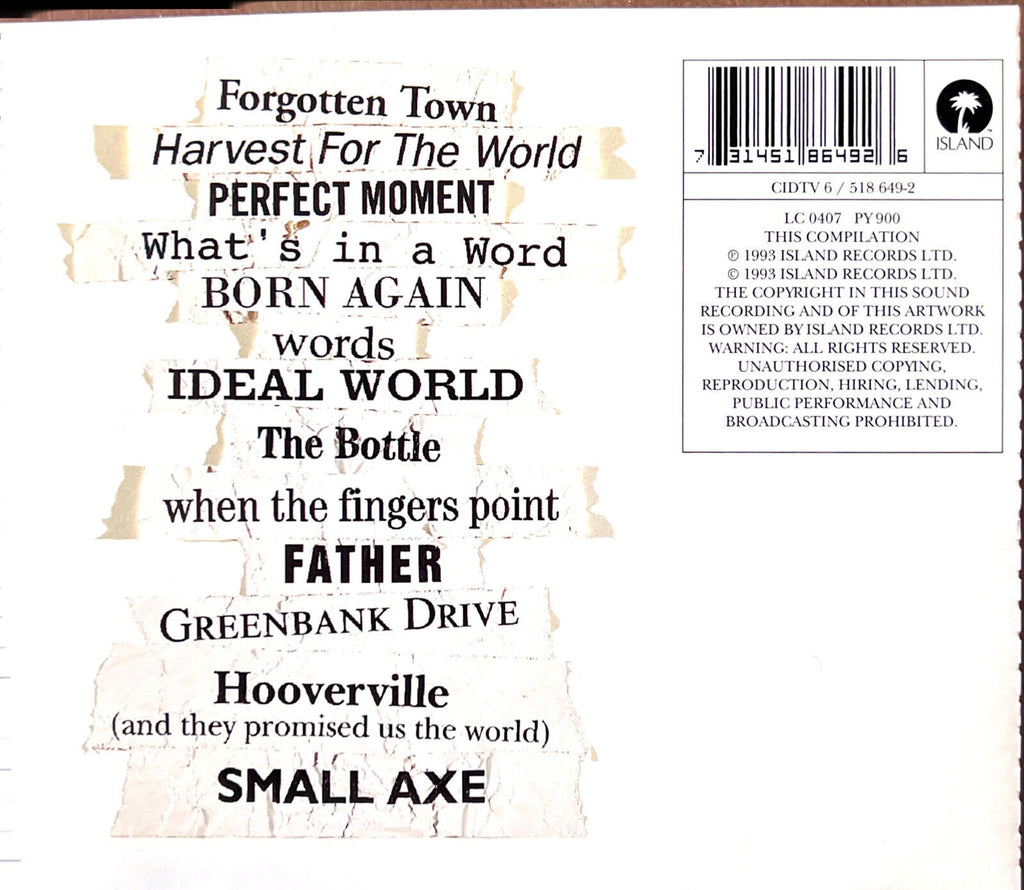 Forgotten Town
Harvest For The World
PERFECT MOMENT
What's in a Word
BORN AGAIN
words
IDEAL WORLD
The Bottle
when the fingers point
FATHER
GREENBANK DRIVE
Hooverville
(and they promised us the world)
SMALL AXE
7 31451 86492 6
ISLAND
CIDTV 6 / 518 649-2
LC 0407 PY 900
THIS COMPILATION
℗ 1993 ISLAND RECORDS LTD.
© 1993 ISLAND RECORDS LTD.
THE COPYRIGHT IN THIS SOUND
RECORDING AND OF THIS ARTWORK
IS OWNED BY ISLAND RECORDS LTD.
WARNING: ALL RIGHTS RESERVED.
UNAUTHORISED COPYING,
REPRODUCTION, HIRING, LENDING,
PUBLIC PERFORMANCE AND
BROADCASTING PROHIBITED.